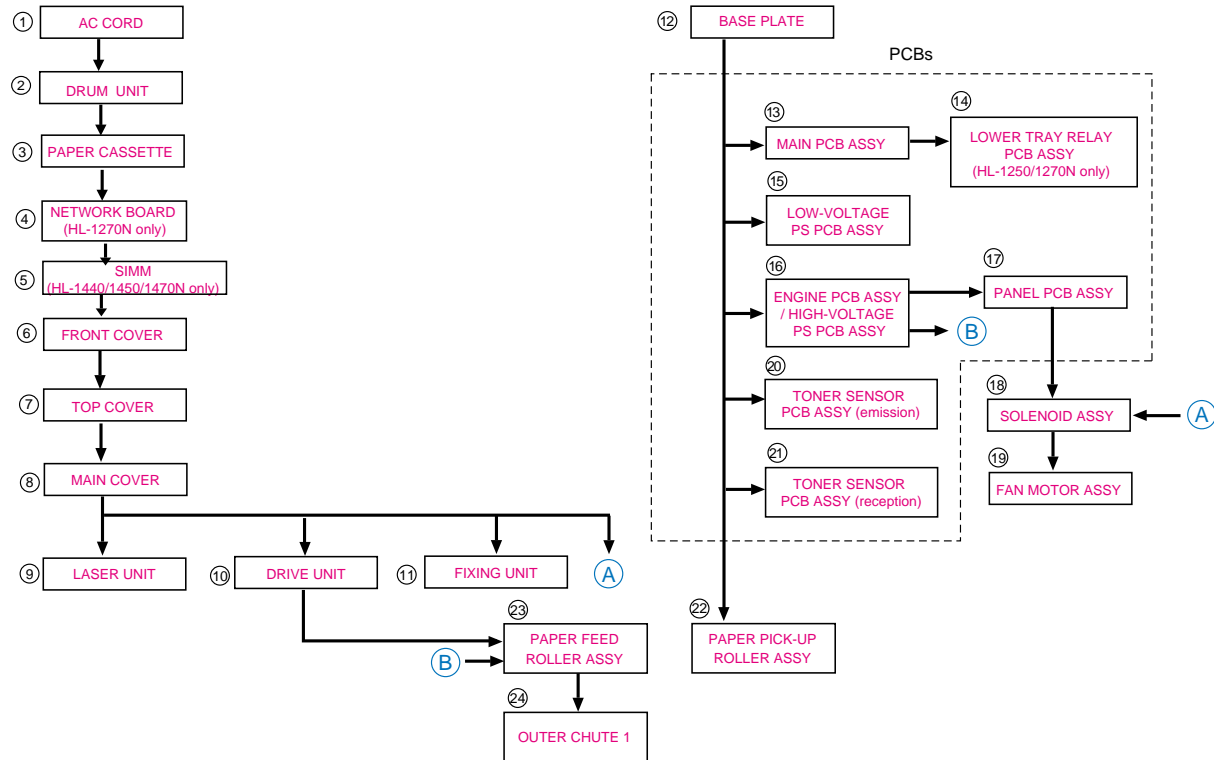 1
AC CORD
2
DRUM UNIT
3
PAPER CASSETTE
4
NETWORK BOARD
(HL-1270N only)
5
SIMM
(HL-1440/1450/1470N only)
6
FRONT COVER
7
TOP COVER
8
MAIN COVER
9
LASER UNIT
10
DRIVE UNIT
11
FIXING UNIT
A
23
PAPER FEED
ROLLER ASSY
B
24
OUTER CHUTE 1
12
BASE PLATE
PCBs
13
MAIN PCB ASSY
14
LOWER TRAY RELAY
PCB ASSY
(HL-1250/1270N only)
15
LOW-VOLTAGE
PS PCB ASSY
16
ENGINE PCB ASSY
/ HIGH-VOLTAGE
PS PCB ASSY
17
PANEL PCB ASSY
B
18
SOLENOID ASSY
A
19
FAN MOTOR ASSY
20
TONER SENSOR
PCB ASSY (emission)
21
TONER SENSOR
PCB ASSY (reception)
22
PAPER PICK-UP
ROLLER ASSY